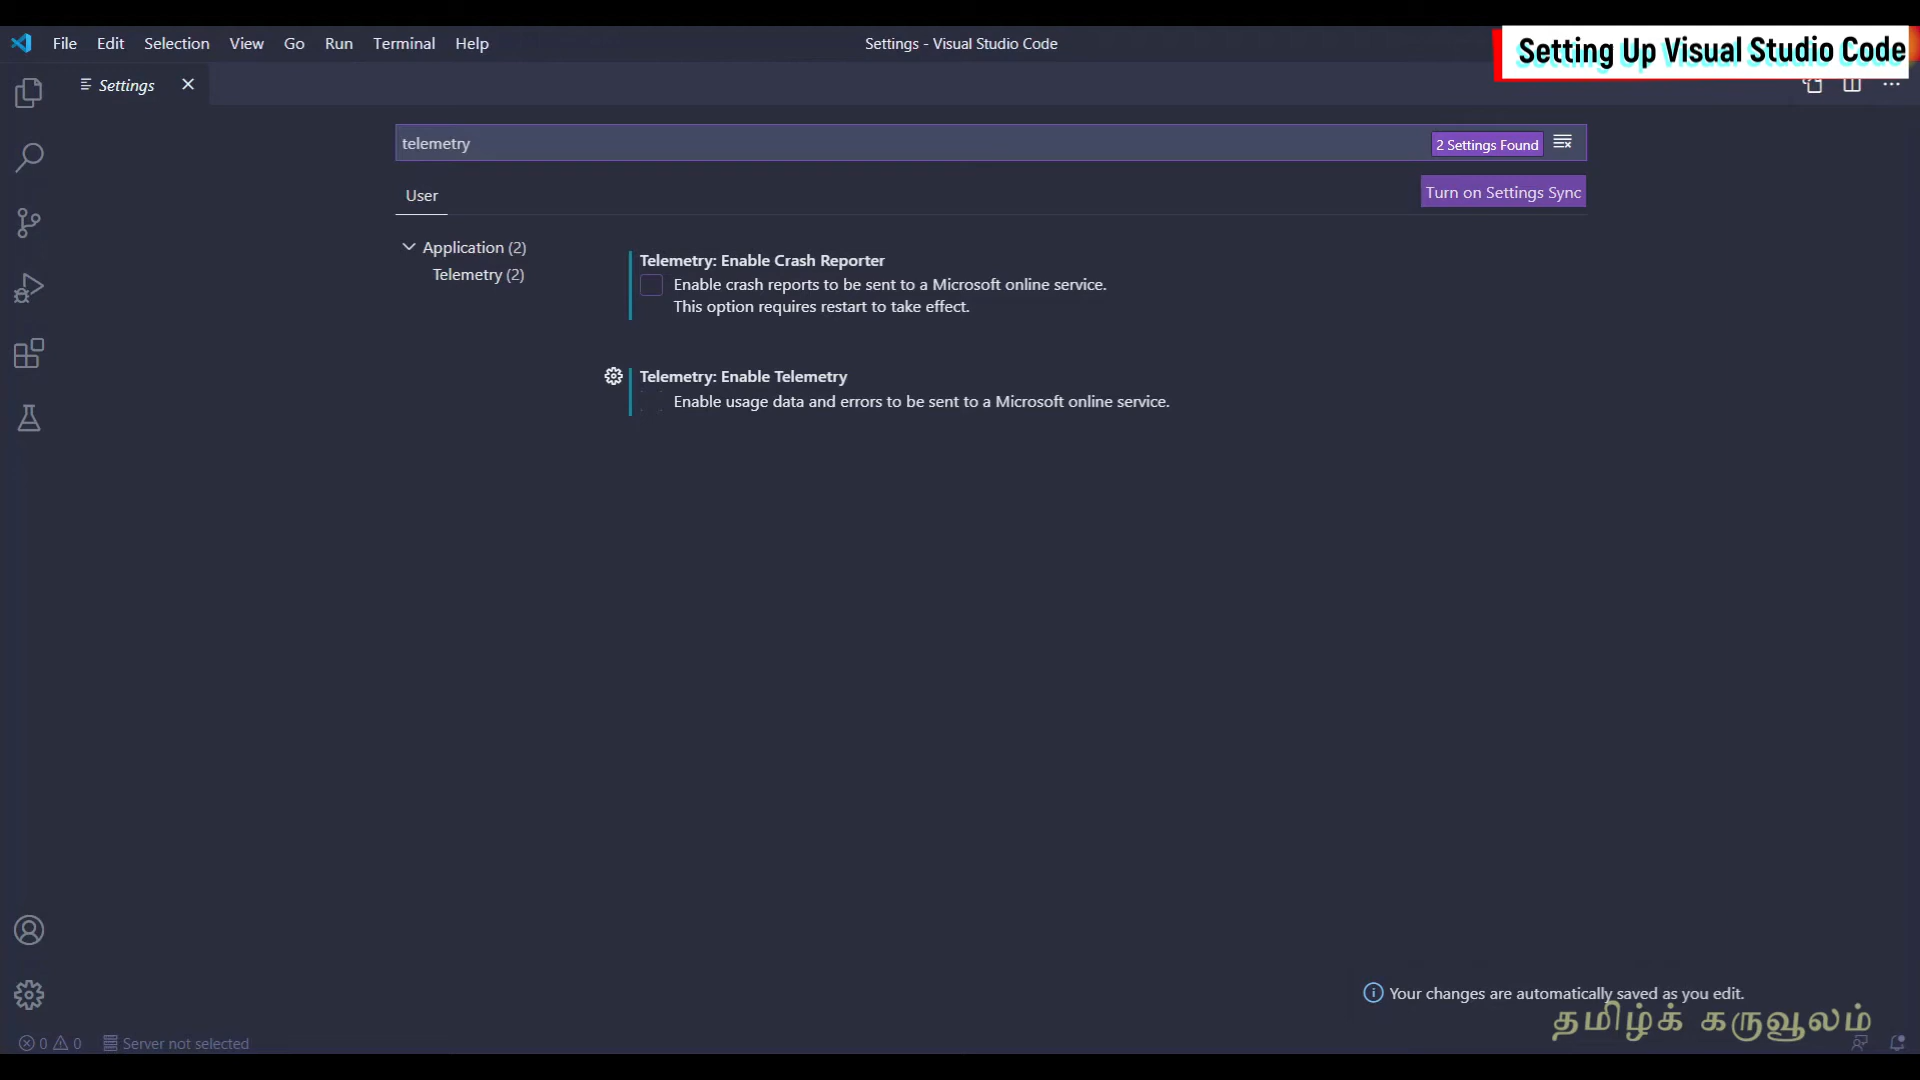 File Edit Selection View Go Run Terminal Help
Settings - Visual Studio Code
Setting Up Visual Studio Code
Settings
telemetry
2 Settings Found
User
Turn on Settings Sync
Application (2)
Telemetry (2)
Telemetry: Enable Crash Reporter
Enable crash reports to be sent to a Microsoft online service.
This option requires restart to take effect.
Telemetry: Enable Telemetry
Enable usage data and errors to be sent to a Microsoft online service.
Your changes are automatically saved as you edit.
தமிழ்க் கருவூலம்
0 0 Server not selected